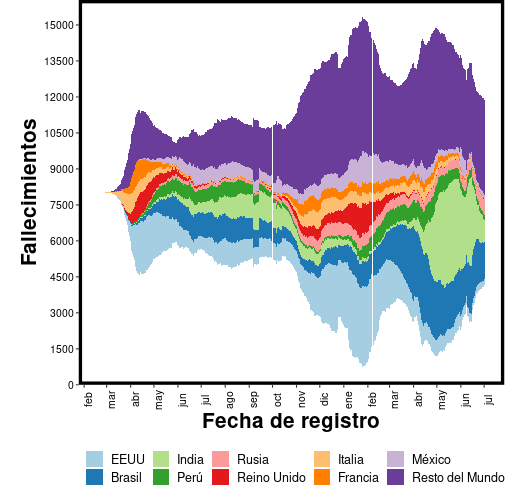 Fallecimientos
15000
13500
12000
10500
9000
7500
6000
4500
3000
1500
0
feb mar abr may jun jul ago sep oct nov dic ene feb mar abr may jun jul
Fecha de registro
EEUU India Rusia Italia México
Brasil Perú Reino Unido Francia Resto del Mundo